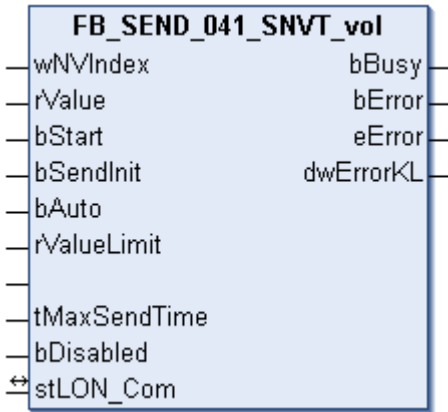 FB_SEND_041_SNVT_vol
wNVIndex bBusy
rValue bError
bStart eError
bSendInit dwErrorKL
bAuto
rValueLimit
tMaxSendTime
bDisabled
stLON_Com